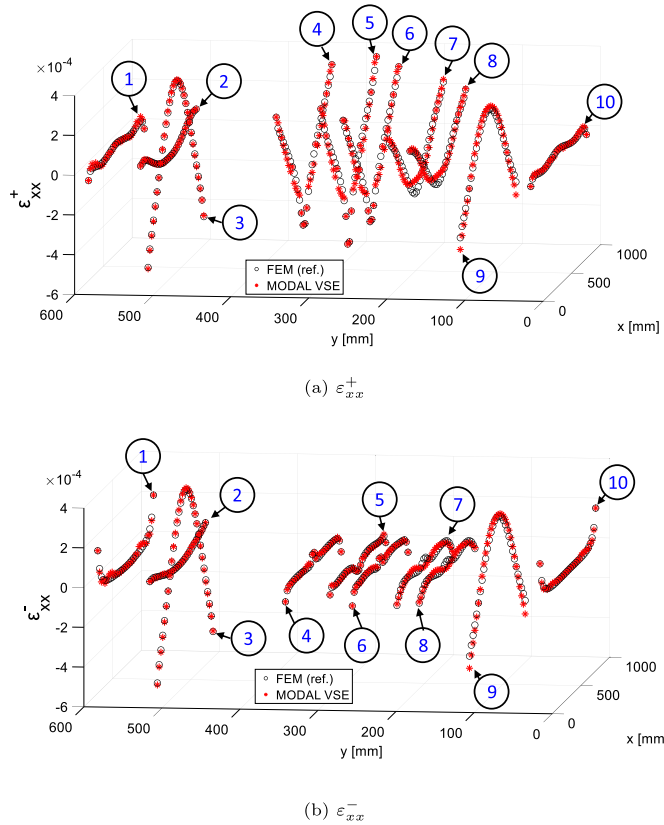 1 2 3 4 5 6 7 8 9 10
×10⁻⁴
4
2
0
-2
-4
-6
ε⁺xx
FEM (ref.)
MODAL VSE
600 500 400 300 200 100 0
y [mm]
0 500 1000
x [mm]
(a) ε⁺xx
1 2 3 4 5 6 7 8 9 10
×10⁻⁴
4
2
0
-2
-4
-6
ε⁻xx
FEM (ref.)
MODAL VSE
600 500 400 300 200 100 0
y [mm]
0 500 1000
x [mm
(b) ε⁻xx